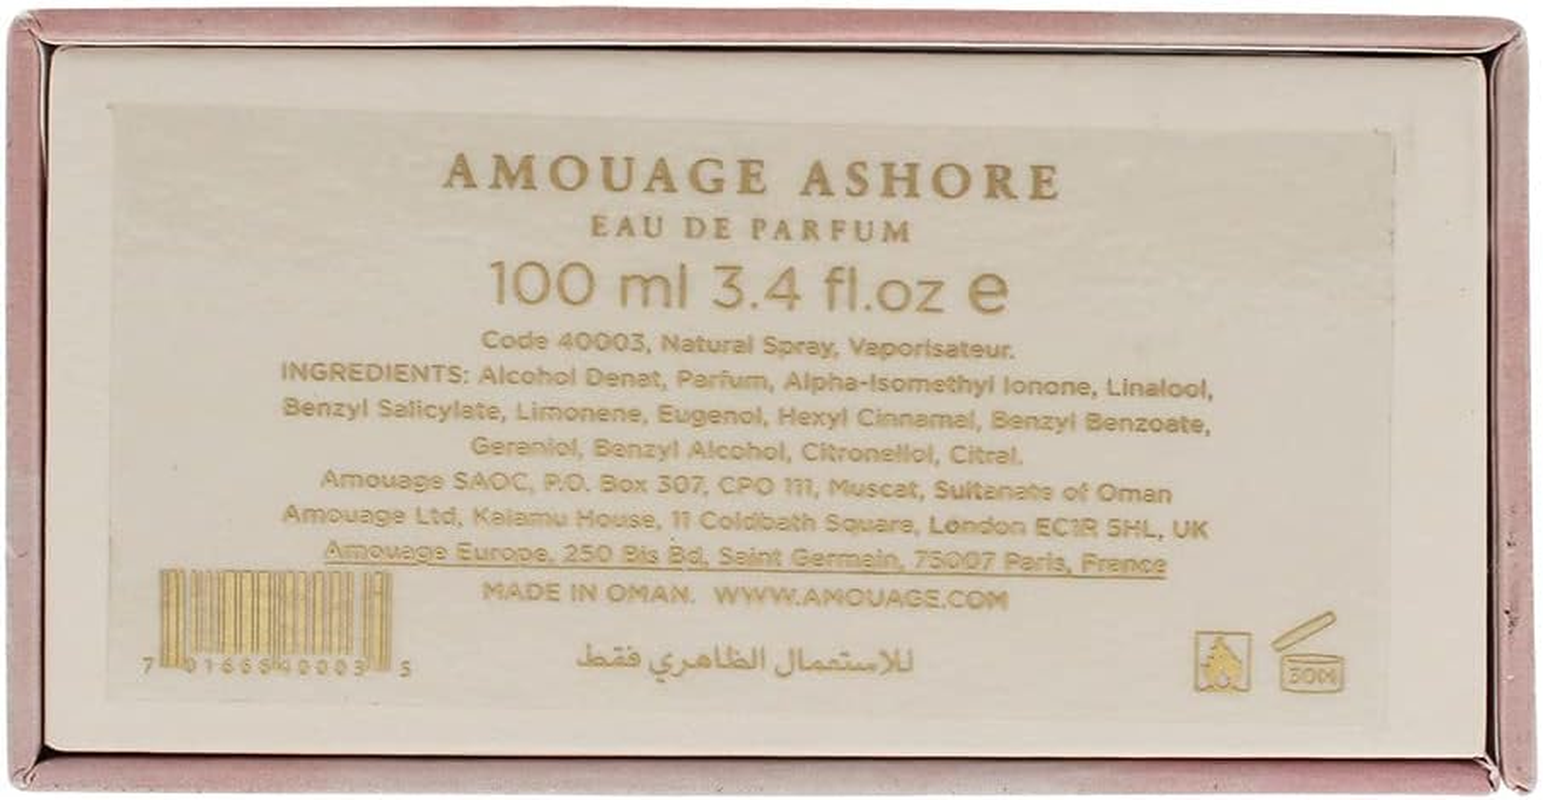 AMOUAGE ASHORE
EAU DE PARFUM
100 ml 3.4 fl.oz e
Code 40003, Natural Spray, Vaporisateur.
INGREDIENTS: Alcohol Denat, Parfum, Alpha-Isomethyl Ionone, Linalool,
Benzyl Salicylate, Limonene, Eugenol, Hexyl Cinnamal, Benzyl Benzoate,
Geraniol, Benzyl Alcohol, Citronellol, Citral.
Amouage SAOC, P.O. Box 307, CPO 111, Muscat, Sultanate of Oman
Amouage Ltd, Kalamu House, 11 Coldbath Square, London EC1R 5HL, UK
Amouage Europe, 250 Bis Bd, Saint Germain, 75007 Paris, France
MADE IN OMAN. WWW.AMOUAGE.COM
للاستعمال الظاهري فقط
7 01666540003 5
30M